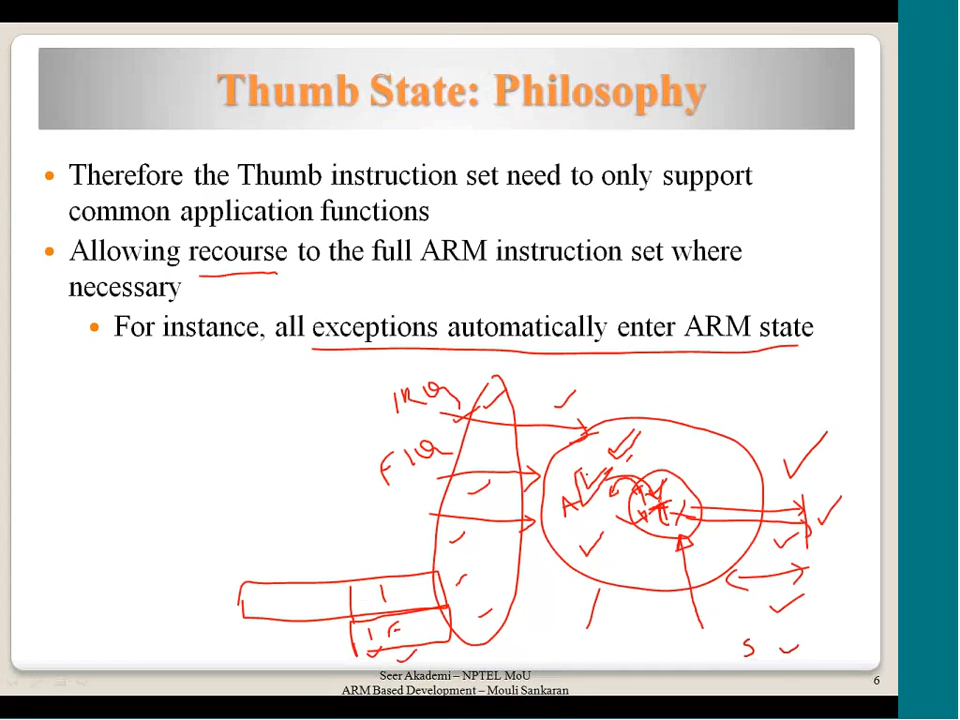 Thumb State: Philosophy
Therefore the Thumb instruction set need to only support
common application functions
Allowing recourse to the full ARM instruction set where
necessary
For instance, all exceptions automatically enter ARM state
IRQ
FIQ
A
I
I F
S
Seer Akademi – NPTEL MoU
ARM Based Development – Mouli Sankaran
6